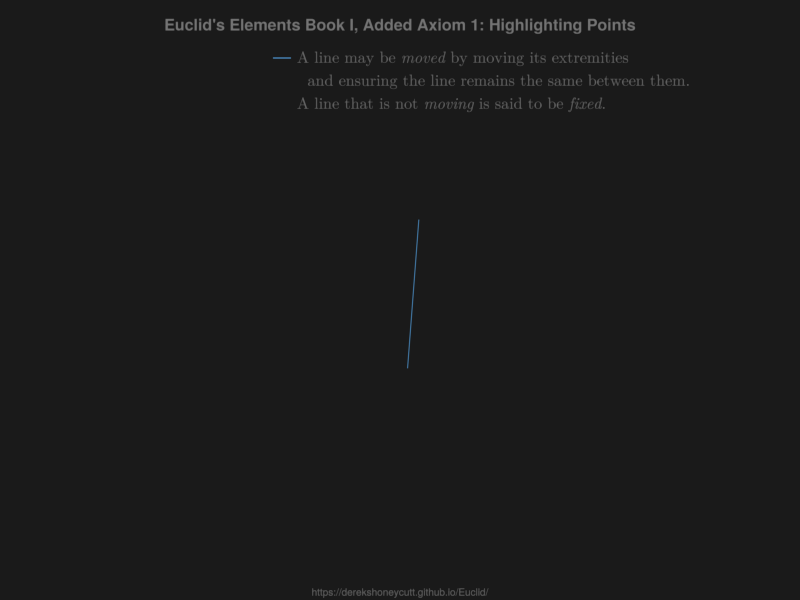 Euclid's Elements Book I, Added Axiom 1: Highlighting Points
A line may be moved by moving its extremities
and ensuring the line remains the same between them.
A line that is not moving is said to be fixed.
https://derekshoneycutt.github.io/Euclid/